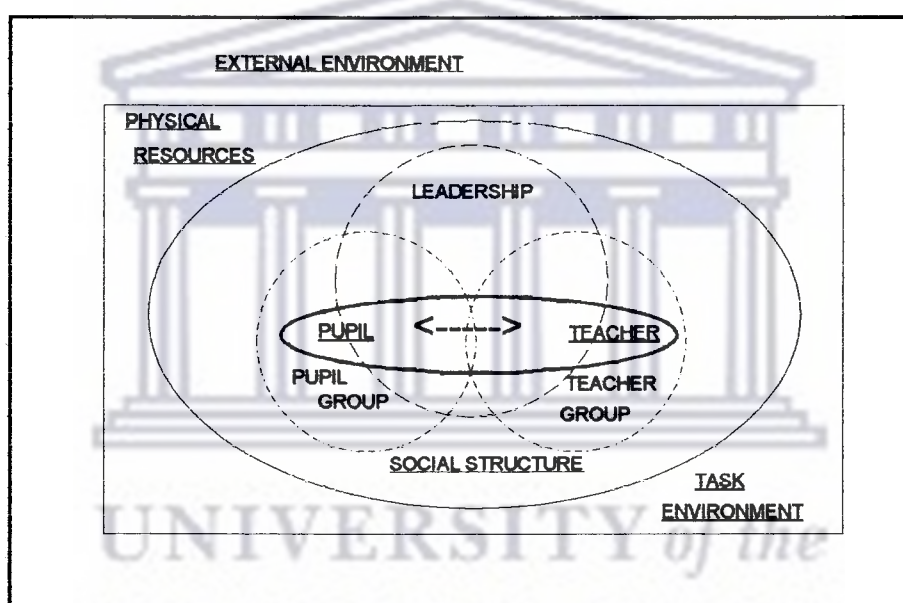 EXTERNAL ENVIRONMENT
PHYSICAL
RESOURCES
LEADERSHIP
PUPIL <-----> TEACHER
PUPIL
GROUP
TEACHER
GROUP
SOCIAL STRUCTURE
TASK
ENVIRONMENT
UNIVERSITY of the